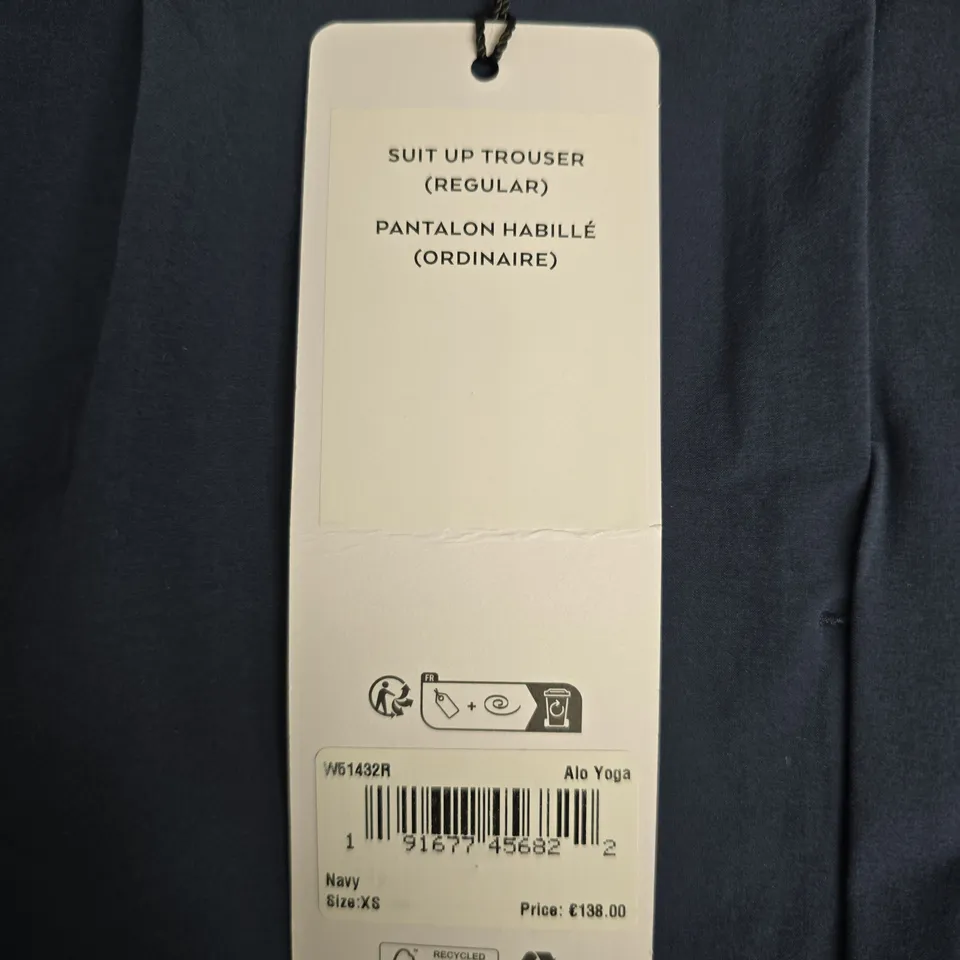 SUIT UP TROUSER
(REGULAR)
PANTALON HABILLÉ
(ORDINAIRE)
FR
+
W51432R Alo Yoga
1 91677 45682 2
Navy
Size:XS Price: €138.00
RECYCLED